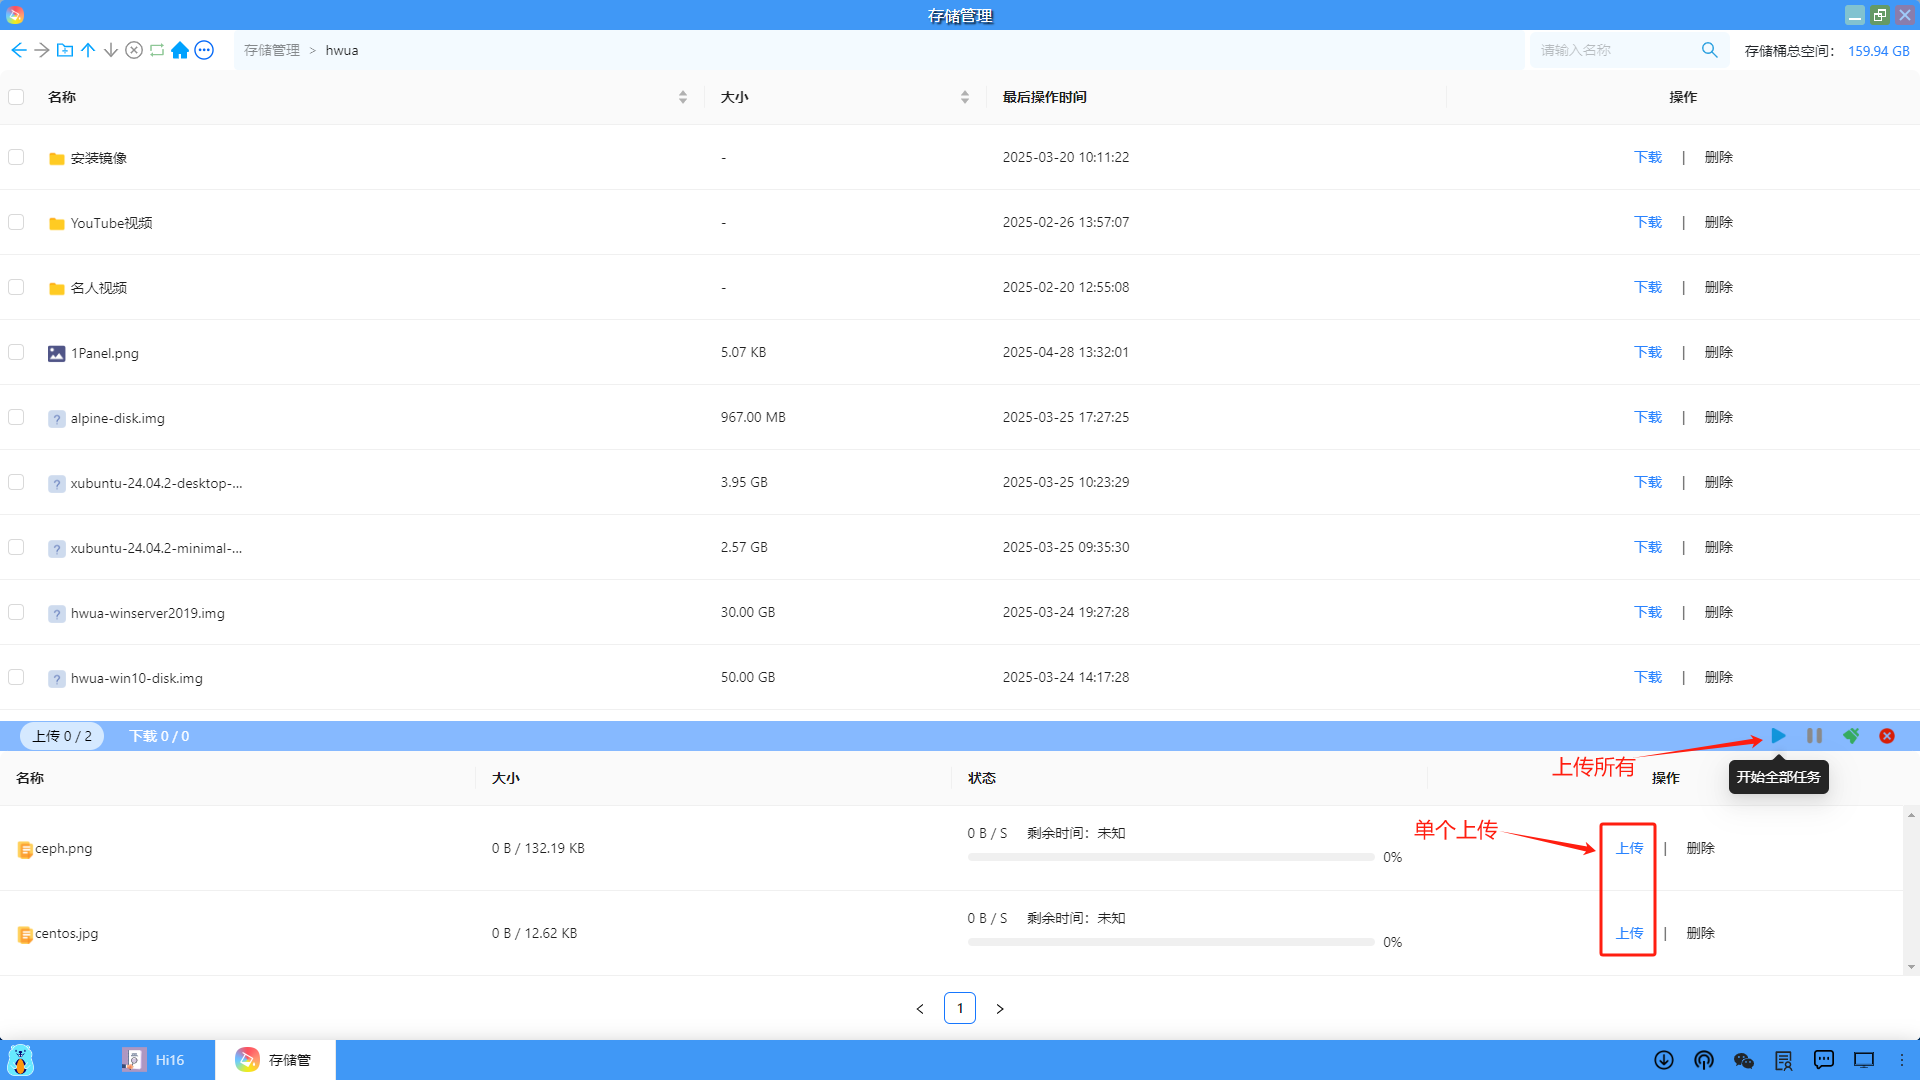 存储管理
存储管理 > hwua
请输入名称
存储桶总空间： 159.94 GB
名称 大小 最后操作时间 操作
安装镜像 - 2025-03-20 10:11:22 下载 | 删除
YouTube视频 - 2025-02-26 13:57:07 下载 | 删除
名人视频 - 2025-02-20 12:55:08 下载 | 删除
1Panel.png 5.07 KB 2025-04-28 13:32:01 下载 | 删除
alpine-disk.img 967.00 MB 2025-03-25 17:27:25 下载 | 删除
xubuntu-24.04.2-desktop-... 3.95 GB 2025-03-25 10:23:29 下载 | 删除
xubuntu-24.04.2-minimal-... 2.57 GB 2025-03-25 09:35:30 下载 | 删除
hwua-winserver2019.img 30.00 GB 2025-03-24 19:27:28 下载 | 删除
hwua-win10-disk.img 50.00 GB 2025-03-24 14:17:28 下载 | 删除
上传 0 / 2 下载 0 / 0
上传所有
开始全部任务
名称 大小 状态 操作
单个上传
ceph.png 0 B / 132.19 KB 0 B / S 剩余时间：未知 0% 上传 | 删除
centos.jpg 0 B / 12.62 KB 0 B / S 剩余时间：未知 0% 上传 | 删除
< 1 >
Hi16 存储管